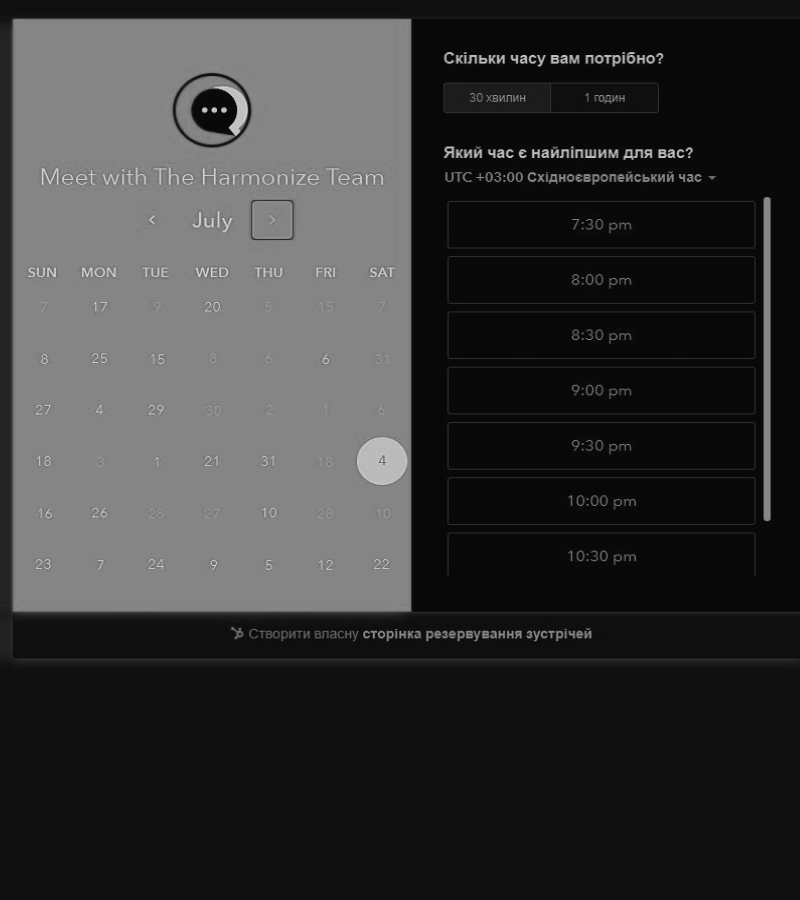 Meet with The Harmonize Team
July
SUN MON TUE WED THU FRI SAT
7 17 9 20 5 15 7
8 25 15 8 6 6 31
27 4 29 30 2 1 6
18 3 1 21 31 18 4
16 26 28 27 10 28 10
23 7 24 9 5 12 22
Скільки часу вам потрібно?
30 хвилин 1 годин
Який час є найліпшим для вас?
UTC +03:00 Східноєвропейський час
7:30 pm
8:00 pm
8:30 pm
9:00 pm
9:30 pm
10:00 pm
10:30 pm
Створити власну сторінка резервування зустрічей